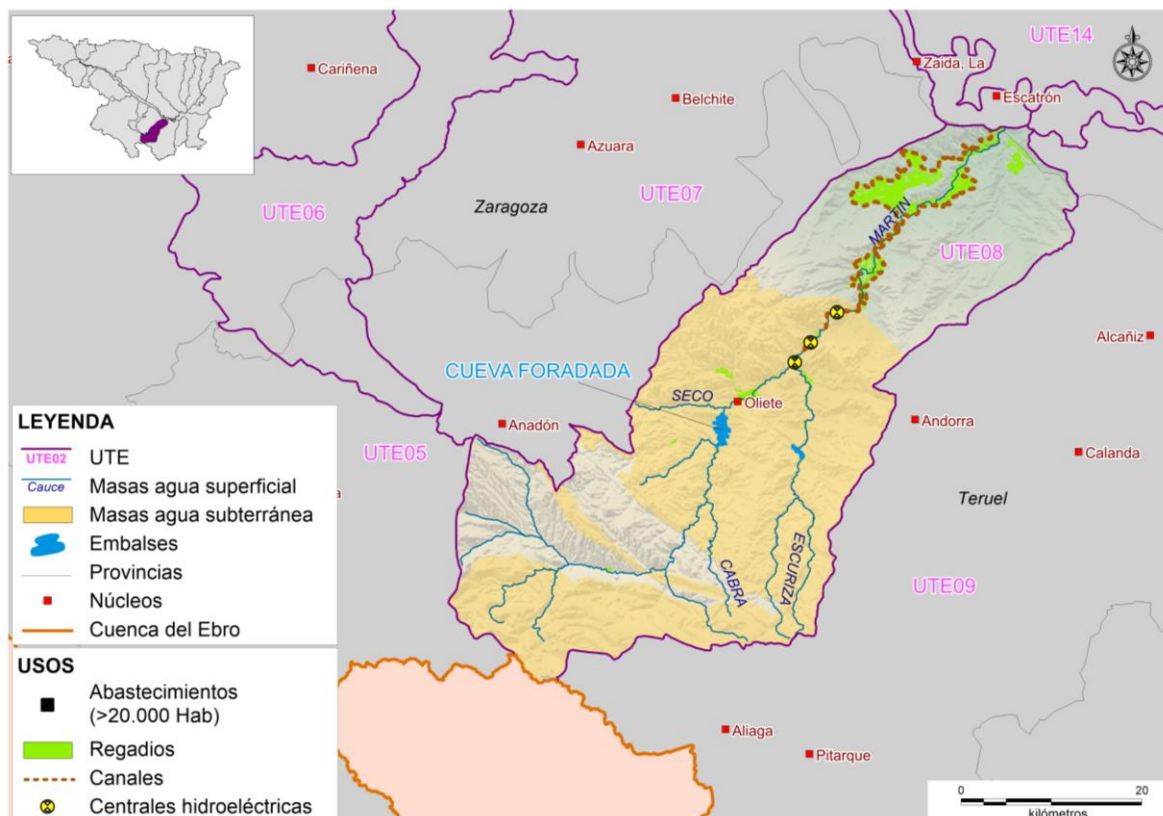 UTE14
Zaida, La
Cariñena
Escatrón
Belchite
Azuara
UTE06
Zaragoza
UTE07
MARTIN
UTE08
Alcañiz
CUEVA FORADADA
SECO
Oliete
Anadón
Andorra
UTE05
Calanda
Teruel
CABRA
ESCURIZA
UTE09
Aliaga
Pitarque
LEYENDA
UTE02 UTE
Cauce Masas agua superficial
Masas agua subterránea
Embalses
Provincias
Núcleos
Cuenca del Ebro
USOS
Abastecimientos
(>20.000 Hab)
Regadios
Canales
Centrales hidroeléctricas
0 20
kilómetros